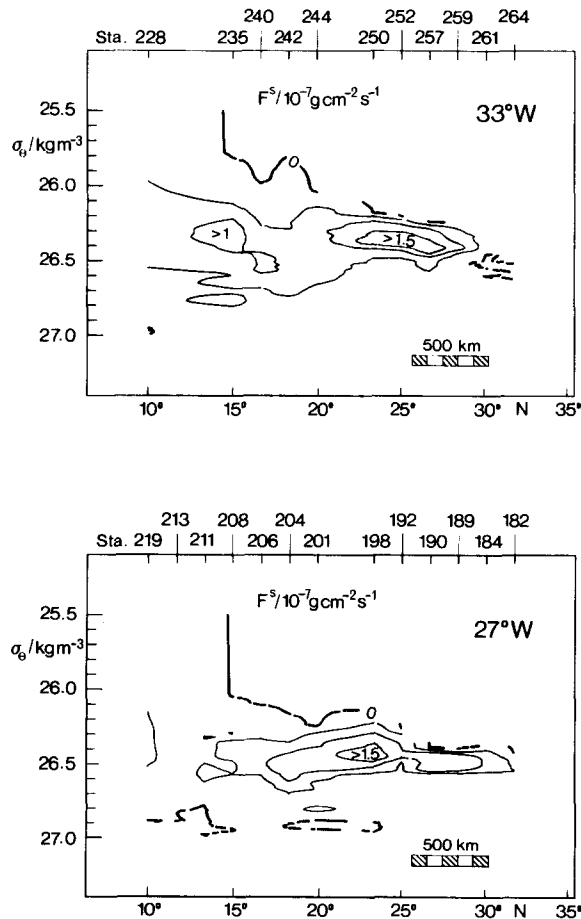 240 244 252 259 264
Sta. 228 235 242 250 257 261
F^s/10⁻⁷gcm⁻²s⁻¹
33°W
25.5
σ_θ/kgm⁻³
0
26.0
>1
>1.5
26.5
500 km
27.0
10° 15° 20° 25° 30° N 35°
213 208 204 192 189 182
Sta. 219 211 206 201 198 190 184
F^s/10⁻⁷gcm⁻²s⁻¹
27°W
25.5
σ_θ/kgm⁻³
26.0
0
>1.5
26.5
27.0
500 km
10° 15° 20° 25° 30° N 35°